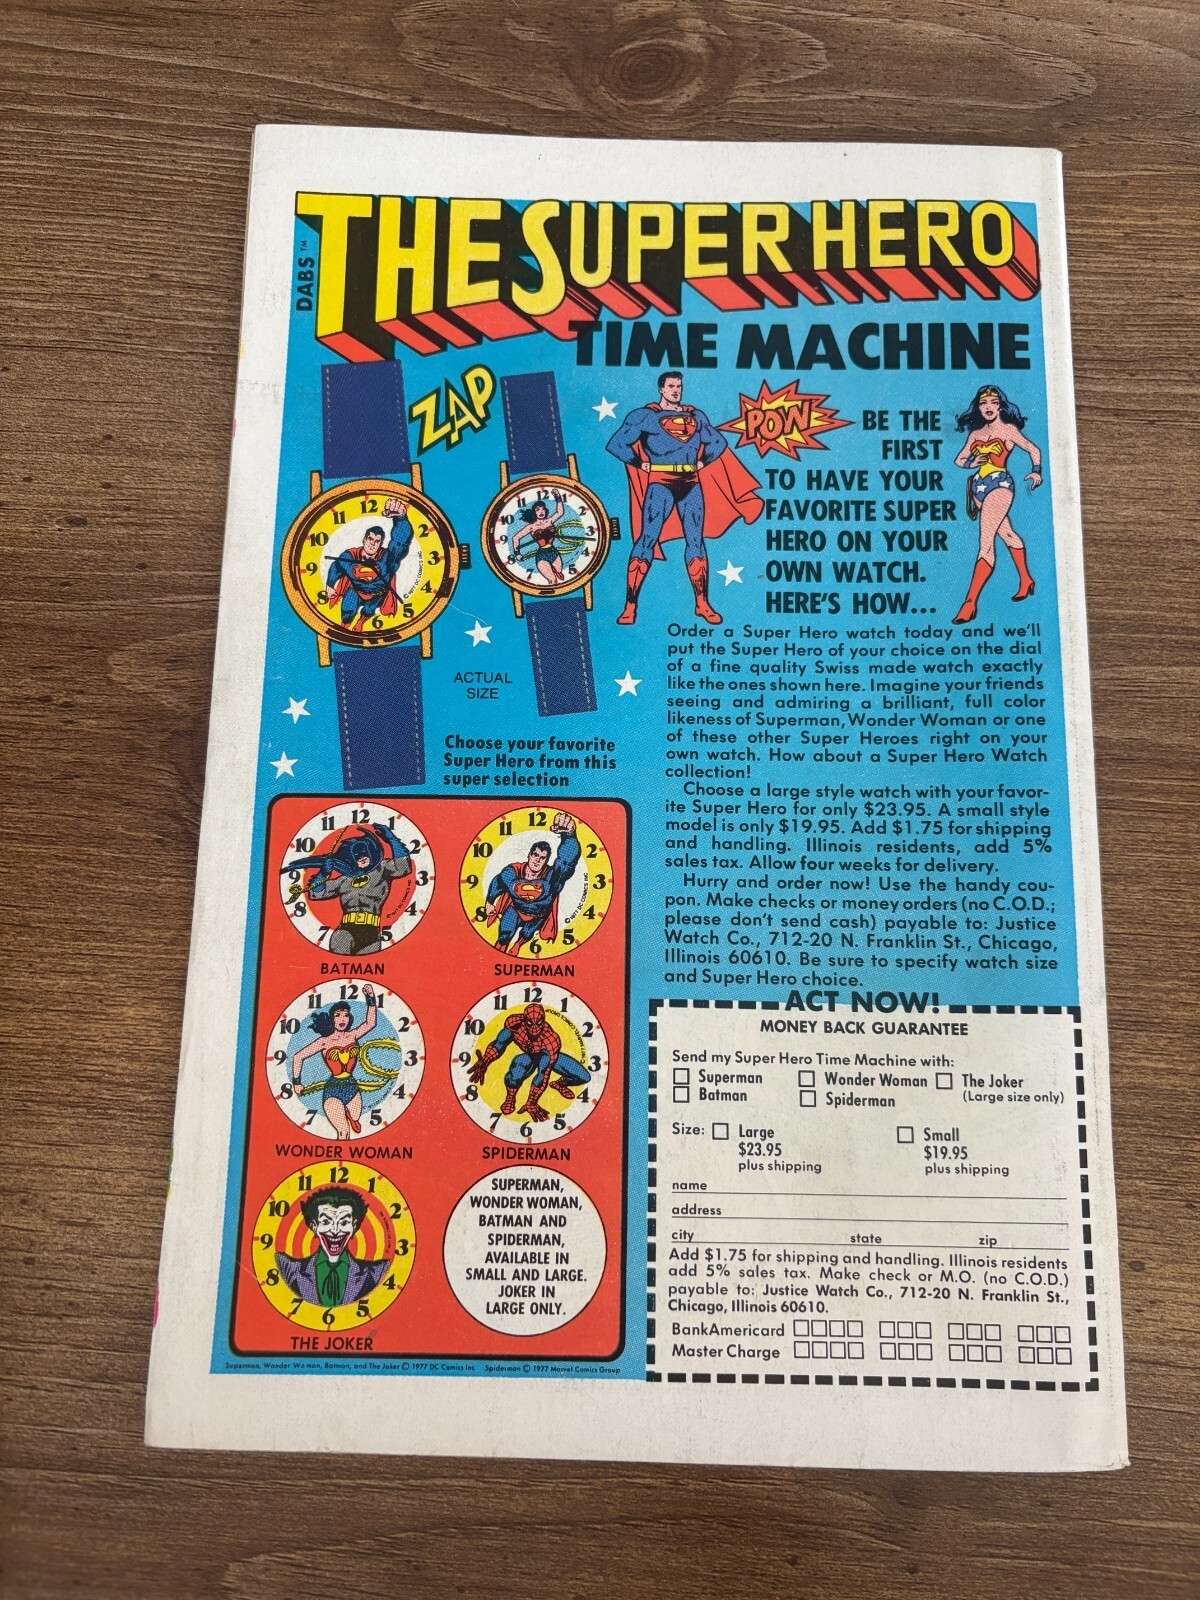 DABS™
THE SUPER HERO
TIME MACHINE
ZAP
POW
BE THE
FIRST
TO HAVE YOUR
FAVORITE SUPER
HERO ON YOUR
OWN WATCH.
HERE'S HOW...
ACTUAL
SIZE
Order a Super Hero watch today and we'll
put the Super Hero of your choice on the dial
of a fine quality Swiss made watch exactly
like the ones shown here. Imagine your friends
seeing and admiring a brilliant, full color
likeness of Superman, Wonder Woman or one
of these other Super Heroes right on your
own watch. How about a Super Hero Watch
collection!
Choose a large style watch with your favor-
ite Super Hero for only $23.95. A small style
model is only $19.95. Add $1.75 for shipping
and handling. Illinois residents, add 5%
sales tax. Allow four weeks for delivery.
Hurry and order now! Use the handy cou-
pon. Make checks or money orders (no C.O.D.;
please don't send cash) payable to: Justice
Watch Co., 712-20 N. Franklin St., Chicago,
Illinois 60610. Be sure to specify watch size
and Super Hero choice.
Choose your favorite
Super Hero from this
super selection
BATMAN
SUPERMAN
WONDER WOMAN
SPIDERMAN
THE JOKER
SUPERMAN,
WONDER WOMAN,
BATMAN AND
SPIDERMAN,
AVAILABLE IN
SMALL AND LARGE.
JOKER IN
LARGE ONLY.
Superman, Wonder Woman, Batman, and The Joker © 1977 DC Comics Inc Spiderman © 1977 Marvel Comics Group
ACT NOW!
MONEY BACK GUARANTEE
Send my Super Hero Time Machine with:
Superman Wonder Woman The Joker
Batman Spiderman (Large size only)
Size: Large Small
$23.95 $19.95
plus shipping plus shipping
name
address
city state zip
Add $1.75 for shipping and handling. Illinois residents
add 5% sales tax. Make check or M.O. (no C.O.D.)
payable to: Justice Watch Co., 712-20 N. Franklin St.,
Chicago, Illinois 60610.
BankAmericard
Master Charge